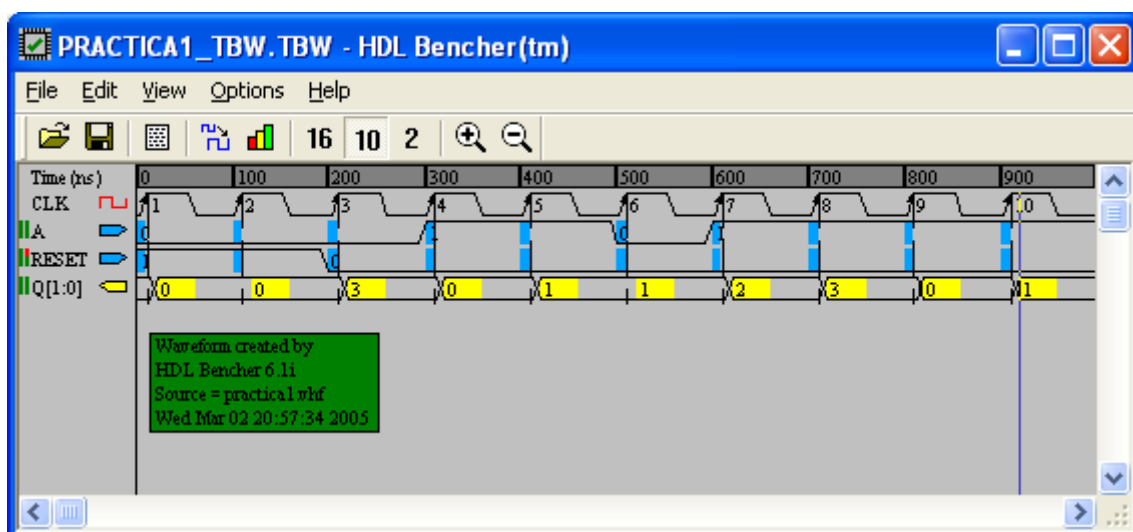 PRACTICA1_TBW.TBW - HDL Bencher(tm)
File Edit View Options Help
16 10 2
Time (ns) 0 100 200 300 400 500 600 700 800 900
CLK 1 2 3 4 5 6 7 8 9 10
A 0 1 0 1
RESET 1 0
Q[1:0] 0 0 3 0 1 1 2 3 0 1
Waveform created by
HDL Bencher 6.1i
Source = practica1.vhf
Wed Mar 02 20:57:34 2005